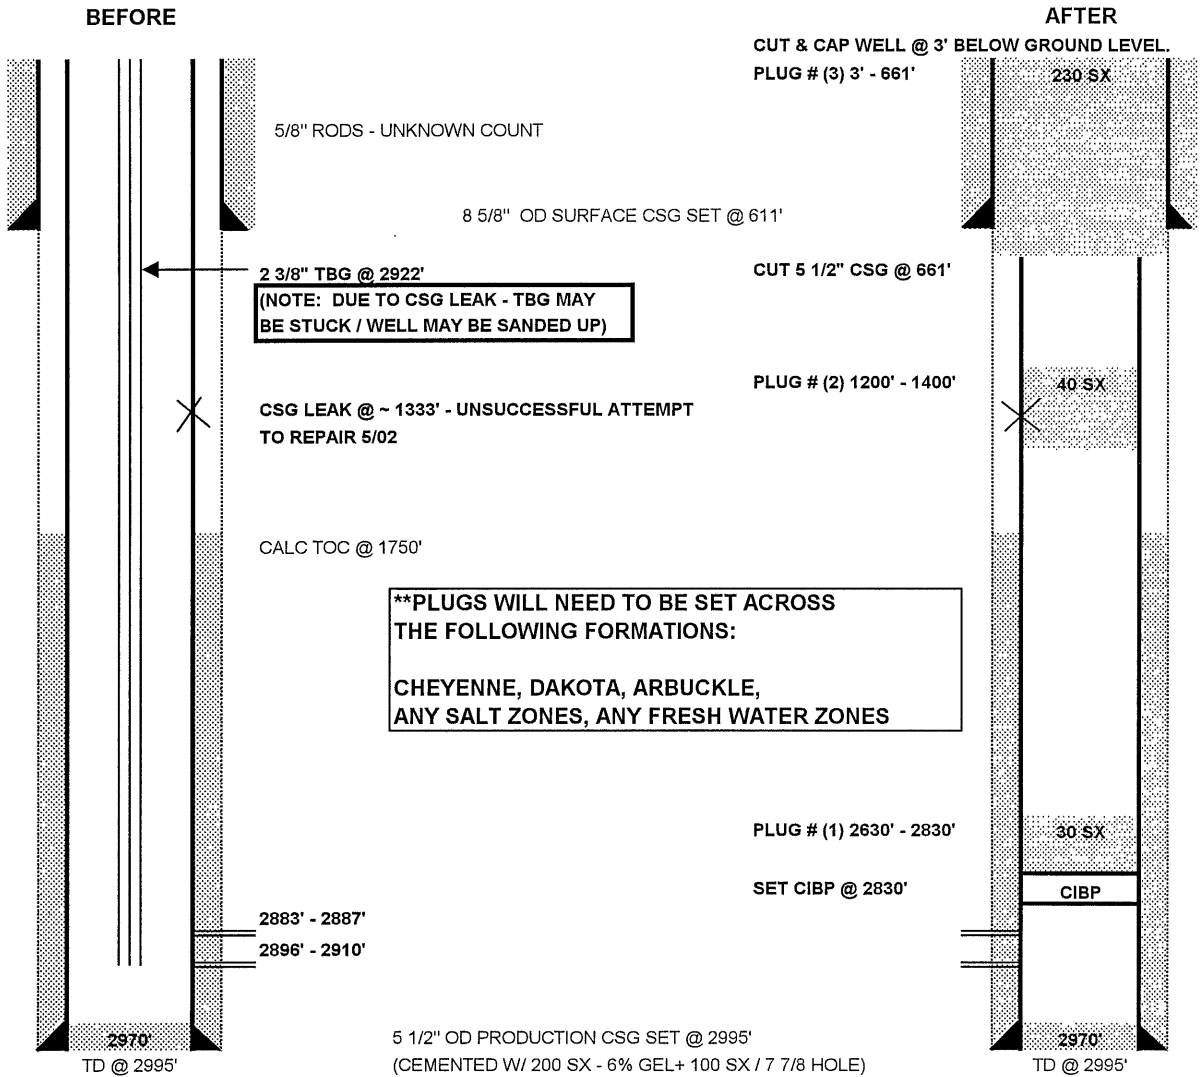 BEFORE
AFTER
CUT & CAP WELL @ 3' BELOW GROUND LEVEL.
PLUG # (3) 3' - 661'
230 SX
5/8" RODS - UNKNOWN COUNT
8 5/8" OD SURFACE CSG SET @ 611'
2 3/8" TBG @ 2922'
CUT 5 1/2" CSG @ 661'
(NOTE: DUE TO CSG LEAK - TBG MAY
BE STUCK / WELL MAY BE SANDED UP)
PLUG # (2) 1200' - 1400'
40 SX
CSG LEAK @ ~ 1333' - UNSUCCESSFUL ATTEMPT
TO REPAIR 5/02
CALC TOC @ 1750'
**PLUGS WILL NEED TO BE SET ACROSS
THE FOLLOWING FORMATIONS:
CHEYENNE, DAKOTA, ARBUCKLE,
ANY SALT ZONES, ANY FRESH WATER ZONES
PLUG # (1) 2630' - 2830'
30 SX
SET CIBP @ 2830'
CIBP
2883' - 2887'
2896' - 2910'
2970'
TD @ 2995'
5 1/2" OD PRODUCTION CSG SET @ 2995'
(CEMENTED W/ 200 SX - 6% GEL+ 100 SX / 7 7/8 HOLE)
2970'
TD @ 2995'